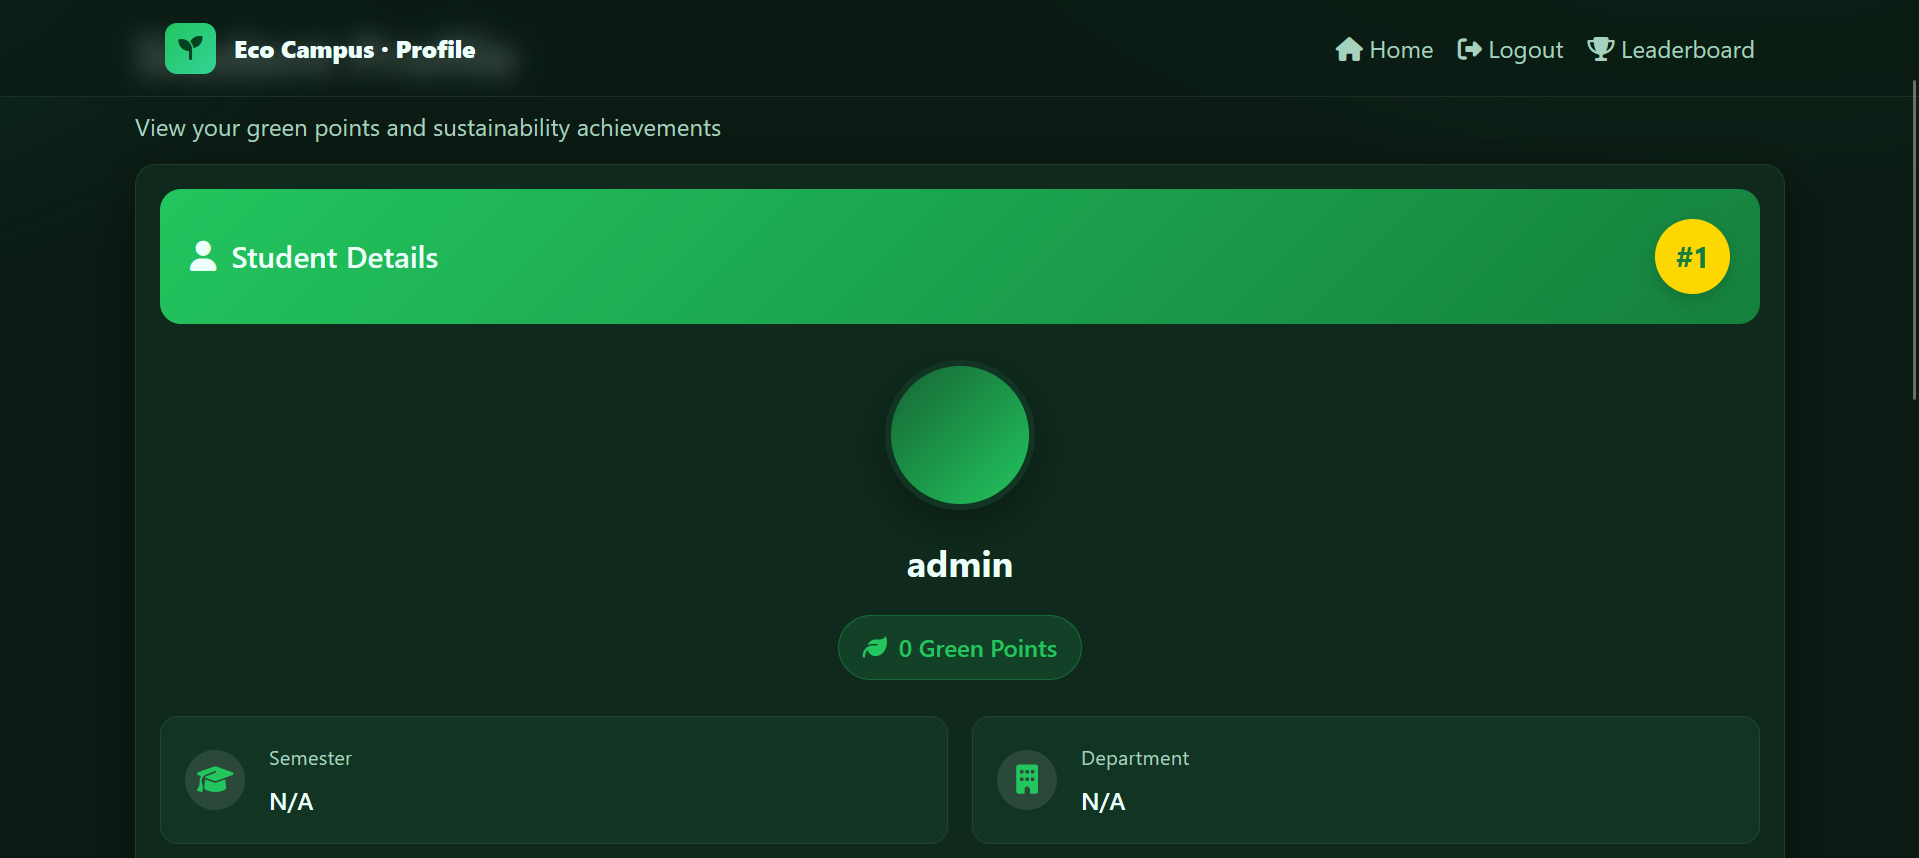 Eco Campus · Profile
Home
Logout
Leaderboard
View your green points and sustainability achievements
Student Details
#1
admin
0 Green Points
Semester
N/A
Department
N/A